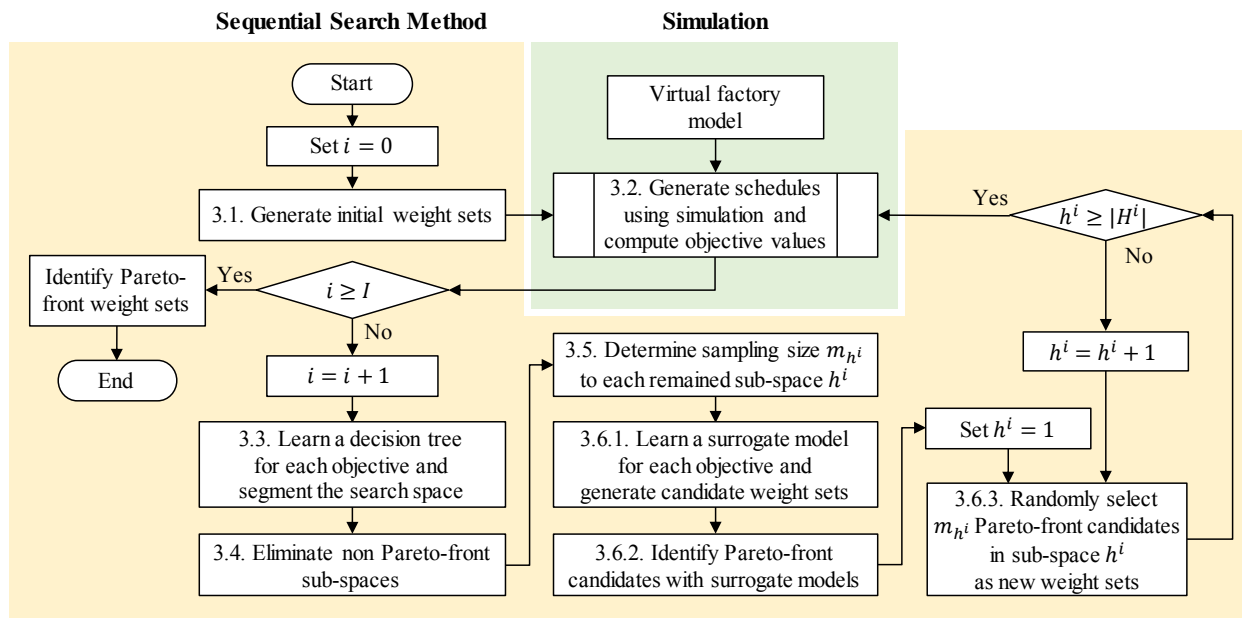 Sequential Search Method
Simulation
Start
Set i = 0
3.1. Generate initial weight sets
Virtual factory
model
3.2. Generate schedules
using simulation and
compute objective values
Identify Pareto-
front weight sets
Yes
i ≥ I
No
End
i = i + 1
3.3. Learn a decision tree
for each objective and
segment the search space
3.4. Eliminate non Pareto-front
sub-spaces
3.5. Determine sampling size m_{h^i}
to each remained sub-space h^i
3.6.1. Learn a surrogate model
for each objective and
generate candidate weight sets
3.6.2. Identify Pareto-front
candidates with surrogate models
Set h^i = 1
3.6.3. Randomly select
m_{h^i} Pareto-front candidates
in sub-space h^i
as new weight sets
Yes
h^i ≥ |H^i|
No
h^i = h^i + 1